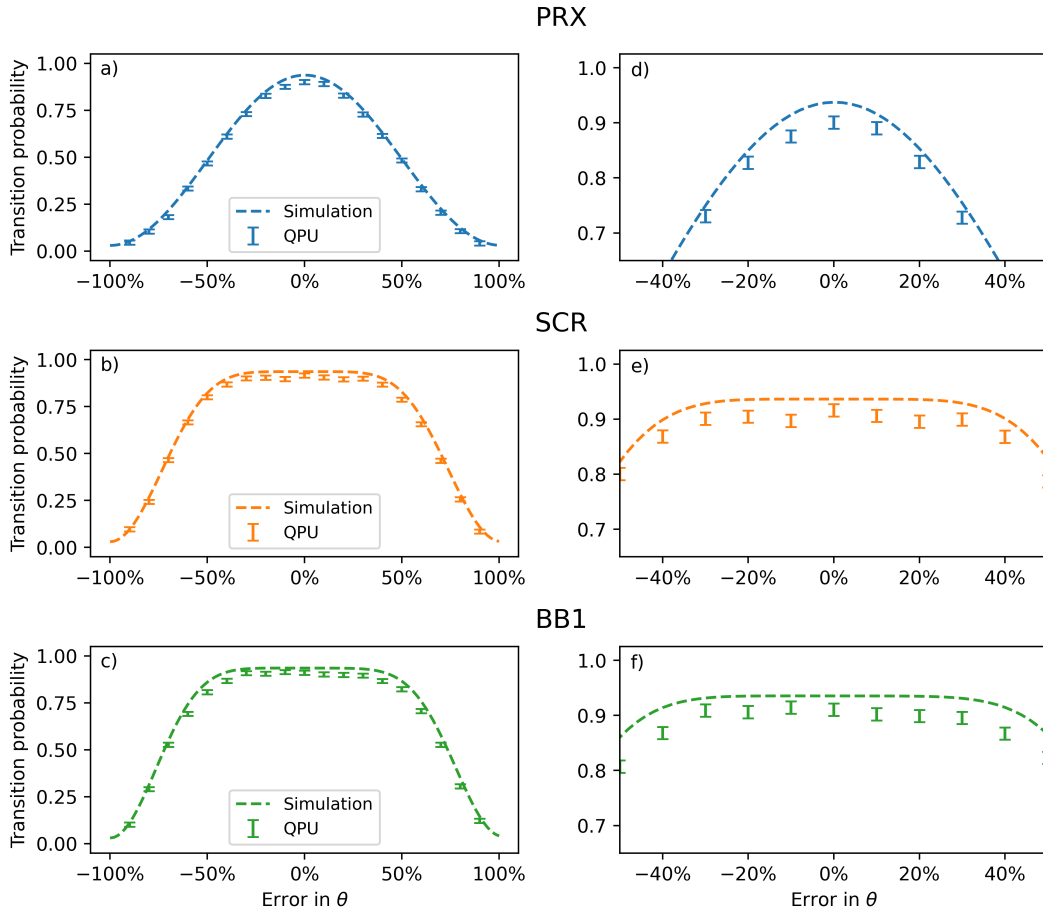 PRX
Transition probability
1.00
0.75
0.50
0.25
0.00
a)
Simulation
QPU
−100% −50% 0% 50% 100%
1.0
0.9
0.8
0.7
d)
−40% −20% 0% 20% 40%
SCR
Transition probability
1.00
0.75
0.50
0.25
0.00
b)
Simulation
QPU
−100% −50% 0% 50% 100%
1.0
0.9
0.8
0.7
e)
−40% −20% 0% 20% 40%
BB1
Transition probability
1.00
0.75
0.50
0.25
0.00
c)
Simulation
QPU
−100% −50% 0% 50% 100%
Error in θ
1.0
0.9
0.8
0.7
f)
−40% −20% 0% 20% 40%
Error in θ